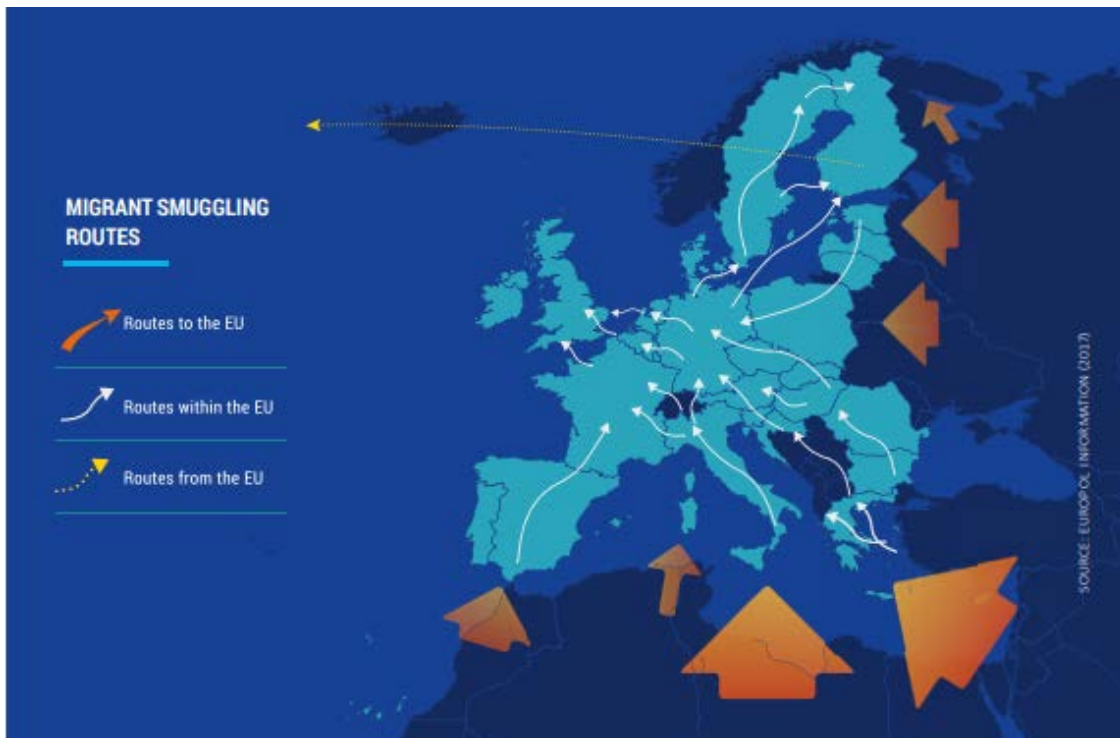 MIGRANT SMUGGLING
ROUTES
Routes to the EU
Routes within the EU
Routes from the EU
SOURCE: EUROPOL INFORMATION (2017)